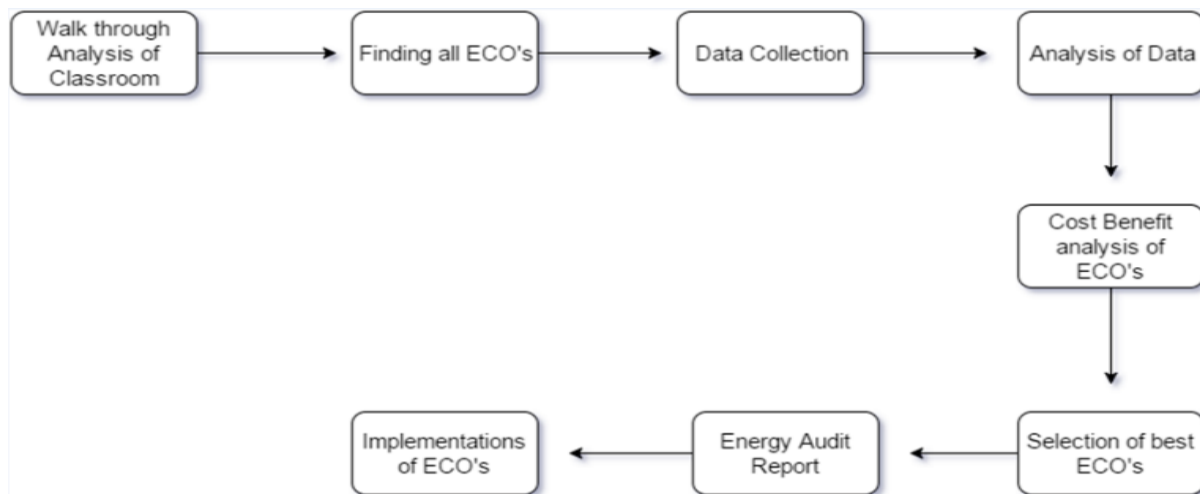 Walk through
Analysis of
Classroom
Finding all ECO's
Data Collection
Analysis of Data
Cost Benefit
analysis of
ECO's
Selection of best
ECO's
Energy Audit
Report
Implementations
of ECO's